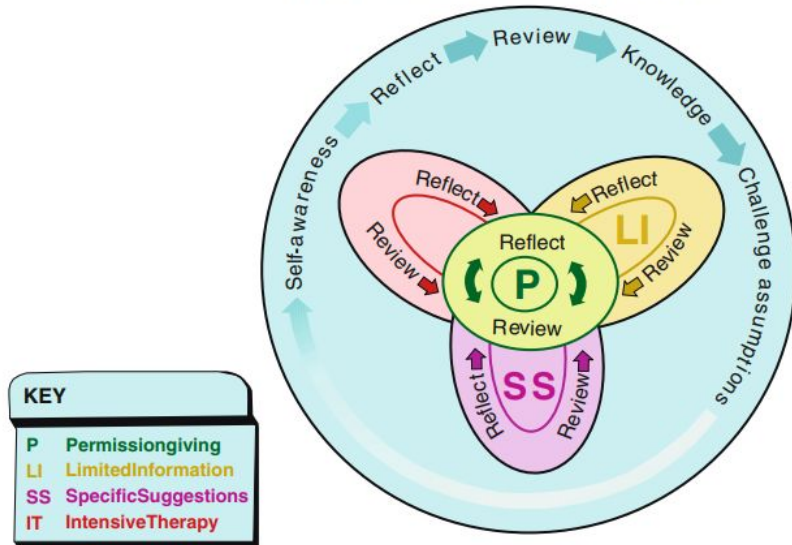 Self-awareness
Reflect
Review
Knowledge
Challenge assumptions
Reflect
Review
Reflect
LI
Review
Reflect
P
Review
SS
Reflect
Review
KEY
P Permissiongiving
LI LimitedInformation
SS SpecificSuggestions
IT IntensiveTherapy